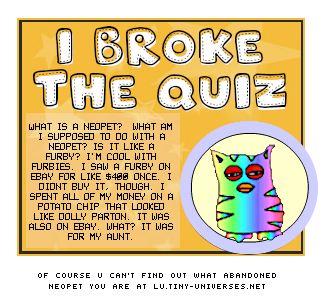 I BROKE
THE QUIZ
WHAT IS A NEOPET? WHAT AM
I SUPPOSED TO DO WITH A
NEOPET? IS IT LIKE A
FURBY? I'M COOL WITH
FURBIES. I SAW A FURBY ON
EBAY FOR LIKE $400 ONCE. I
DIDNT BUY IT, THOUGH. I
SPENT ALL OF MY MONEY ON A
POTATO CHIP THAT LOOKED
LIKE DOLLY PARTON. IT WAS
ALSO ON EBAY. WHAT? IT WAS
FOR MY AUNT.
OF COURSE U CAN'T FIND OUT WHAT ABANDONED
NEOPET YOU ARE AT LU.TINY-UNIVERSES.NET